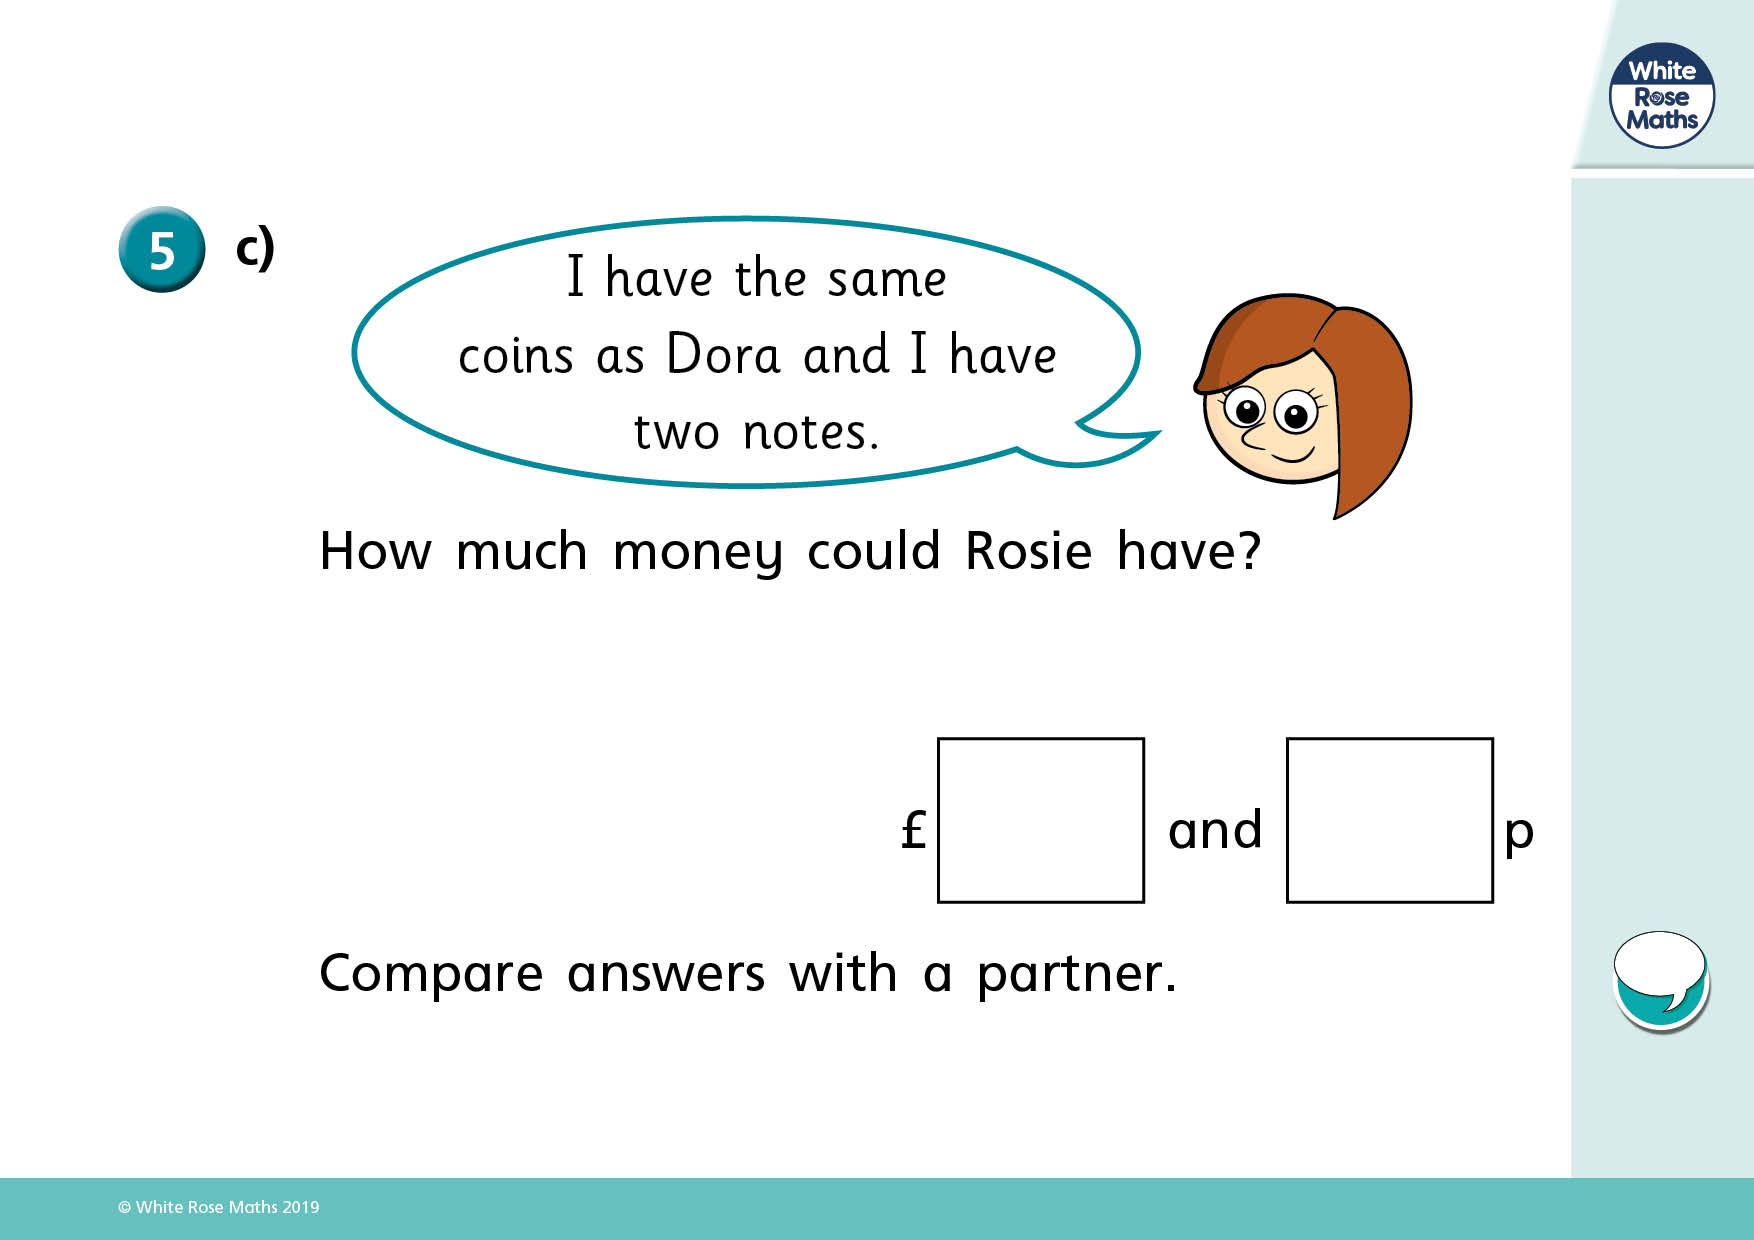 White
Rose
Maths
5 c)
I have the same
coins as Dora and I have
two notes.
How much money could Rosie have?
£ and p
Compare answers with a partner.
© White Rose Maths 2019